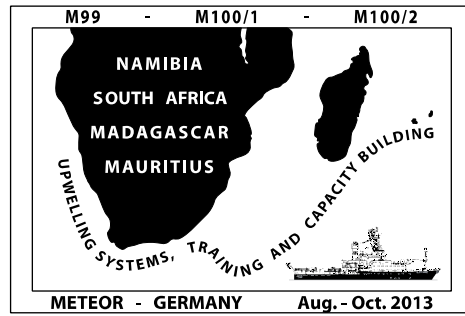 M99 - M100/1 - M100/2
NAMIBIA
SOUTH AFRICA
MADAGASCAR
MAURITIUS
UPWELLING SYSTEMS, TRAINING AND CAPACITY BUILDING
METEOR - GERMANY Aug. - Oct. 2013